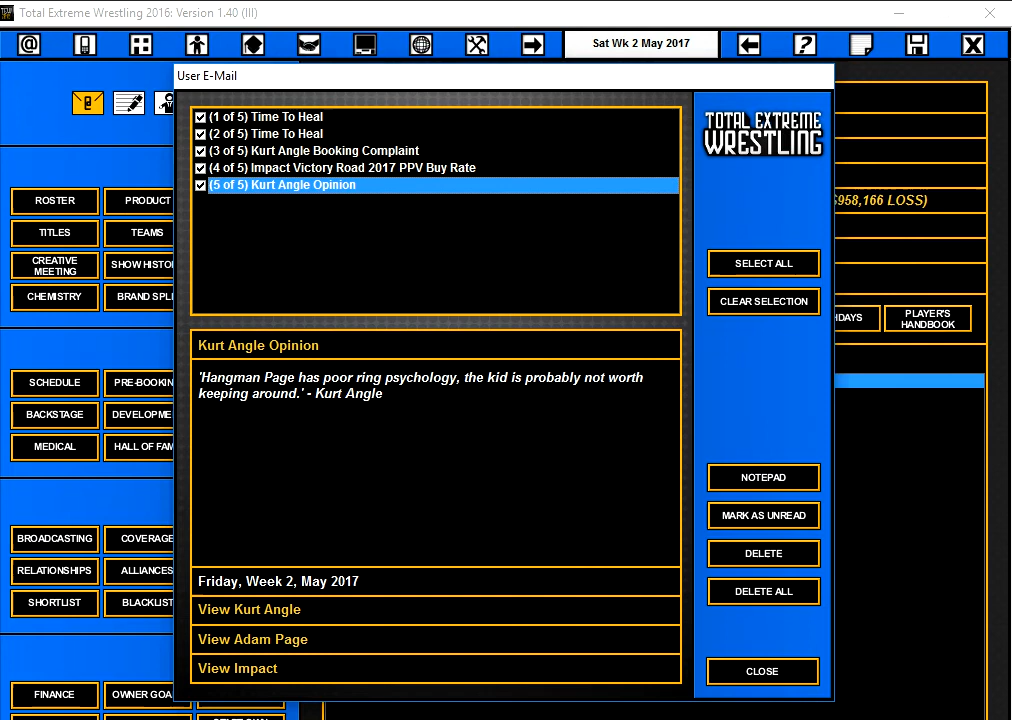 Total Extreme Wrestling 2016: Version 1.40 (III)
Sat Wk 2 May 2017
User E-Mail
(1 of 5) Time To Heal
(2 of 5) Time To Heal
(3 of 5) Kurt Angle Booking Complaint
(4 of 5) Impact Victory Road 2017 PPV Buy Rate
(5 of 5) Kurt Angle Opinion
TOTAL EXTREME
WRESTLING
SELECT ALL
CLEAR SELECTION
Kurt Angle Opinion
'Hangman Page has poor ring psychology, the kid is probably not worth
keeping around.' - Kurt Angle
Friday, Week 2, May 2017
View Kurt Angle
View Adam Page
View Impact
NOTEPAD
MARK AS UNREAD
DELETE
DELETE ALL
CLOSE
ROSTER
PRODUCT
TITLES
TEAMS
CREATIVE
MEETING
SHOW HISTO
CHEMISTRY
BRAND SPLI
SCHEDULE
PRE-BOOKIN
BACKSTAGE
DEVELOPME
MEDICAL
HALL OF FAM
BROADCASTING
COVERAGE
RELATIONSHIPS
ALLIANCES
SHORTLIST
BLACKLIST
FINANCE
OWNER GOA
$958,166 LOSS)
HDAYS
PLAYER'S
HANDBOOK